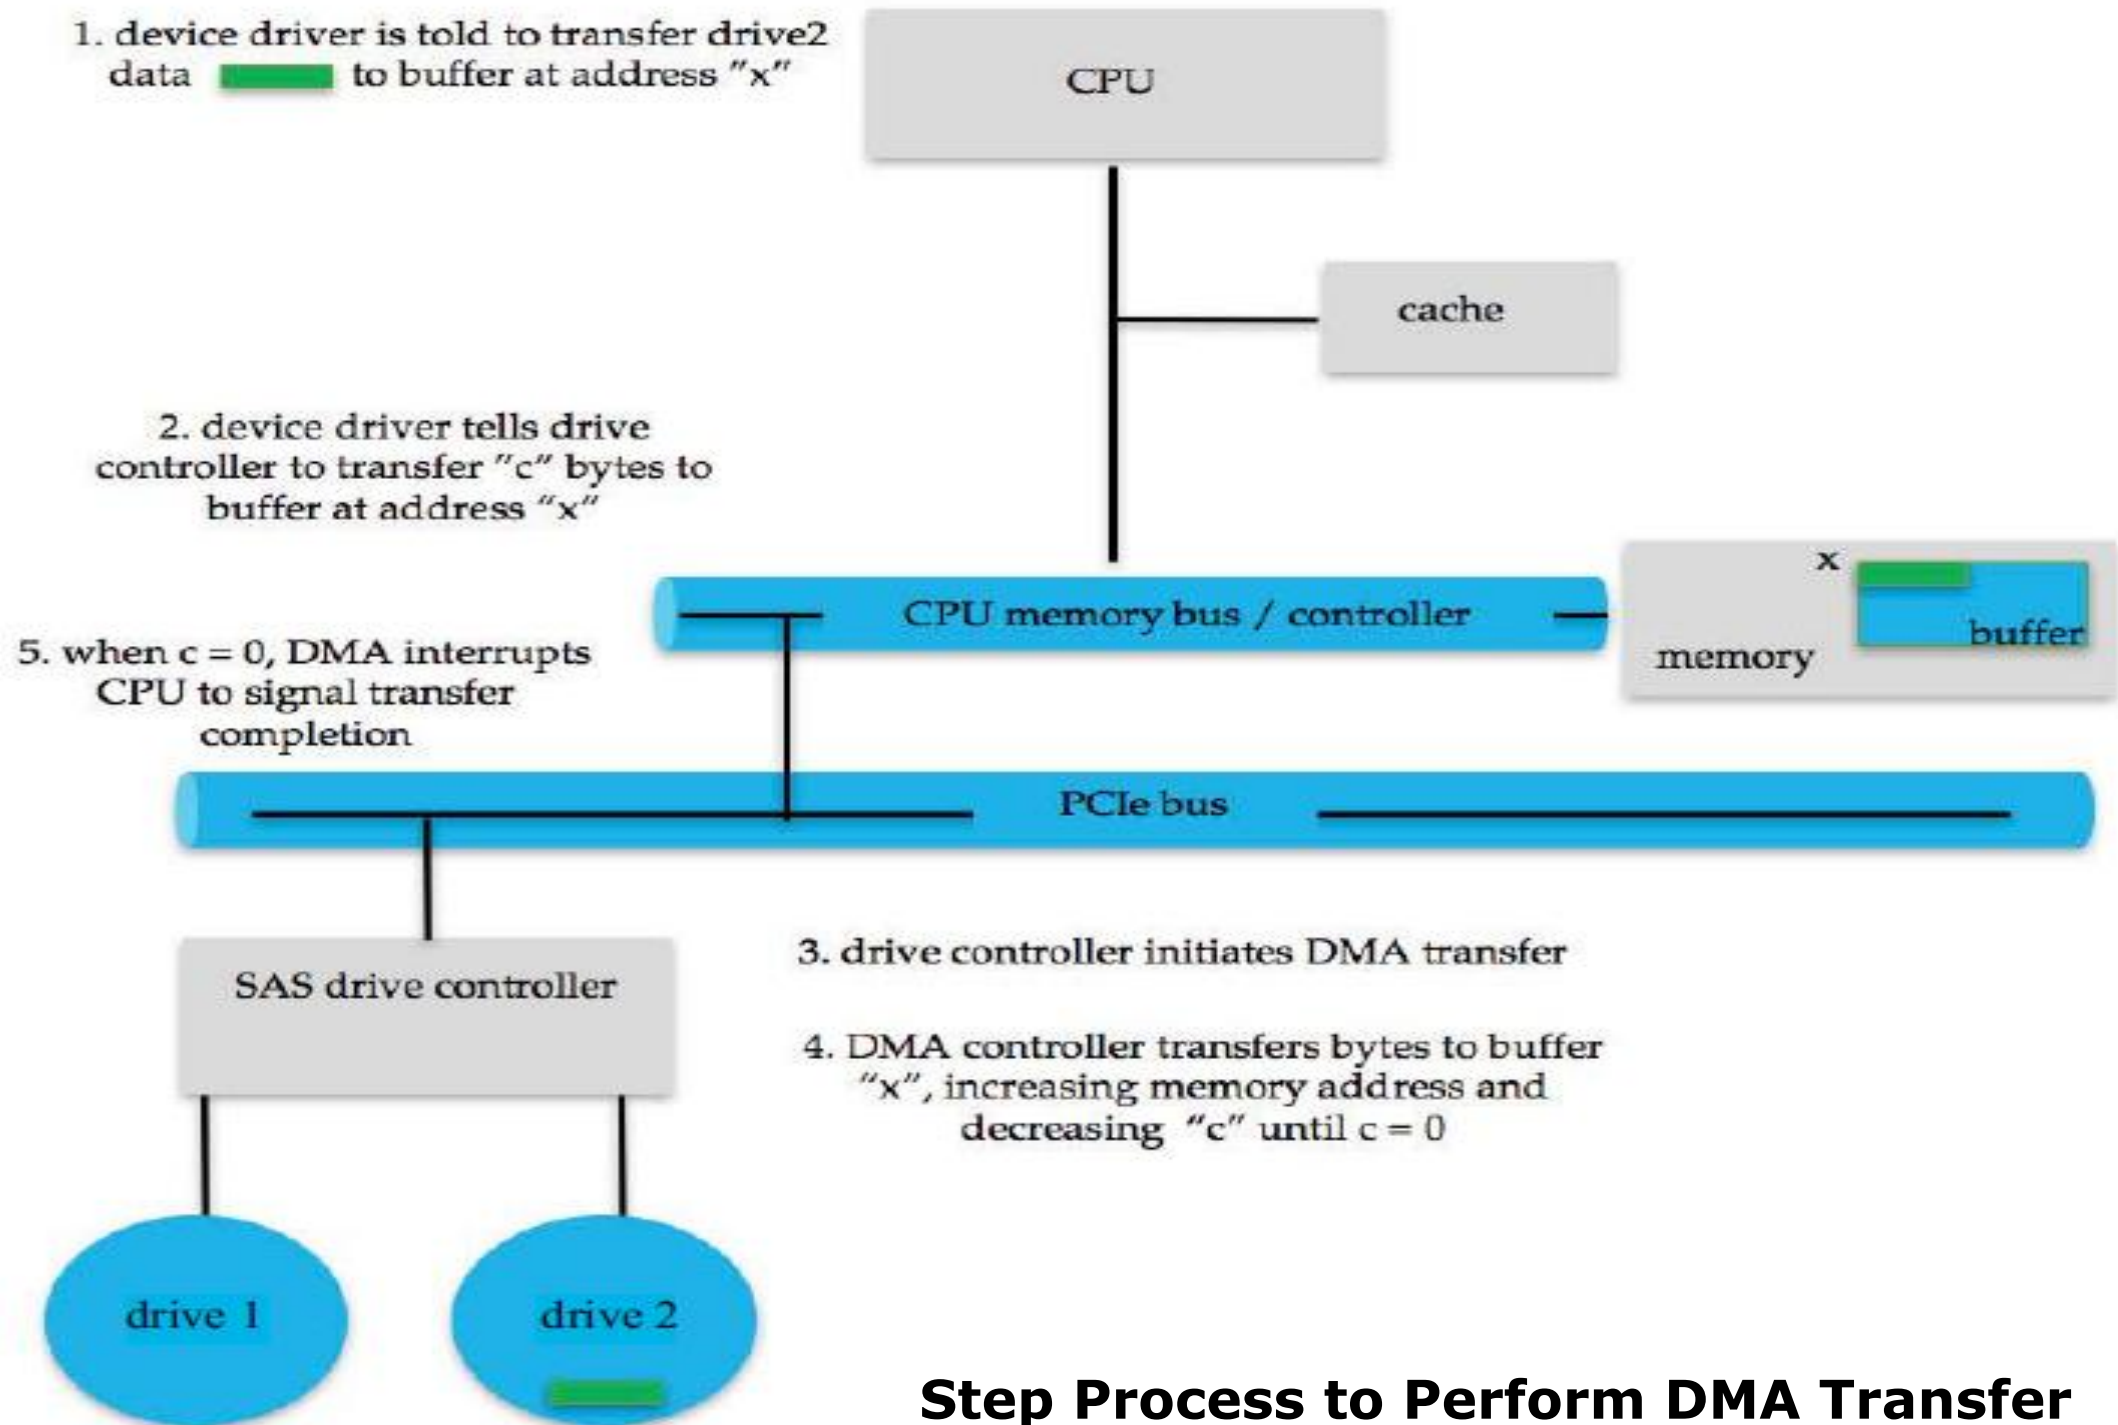 1. device driver is told to transfer drive2
data to buffer at address "x"
CPU
cache
2. device driver tells drive
controller to transfer "c" bytes to
buffer at address "x"
CPU memory bus / controller
x
buffer
memory
5. when c = 0, DMA interrupts
CPU to signal transfer
completion
PCIe bus
SAS drive controller
3. drive controller initiates DMA transfer
4. DMA controller transfers bytes to buffer
"x", increasing memory address and
decreasing "c" until c = 0
drive 1
drive 2
Step Process to Perform DMA Transfer